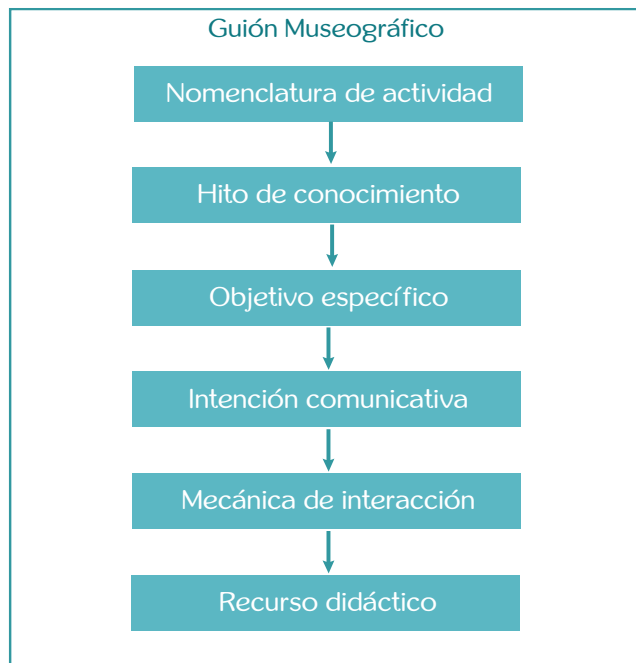 Guión Museográfico
Nomenclatura de actividad
Hito de conocimiento
Objetivo específico
Intención comunicativa
Mecánica de interacción
Recurso didáctico